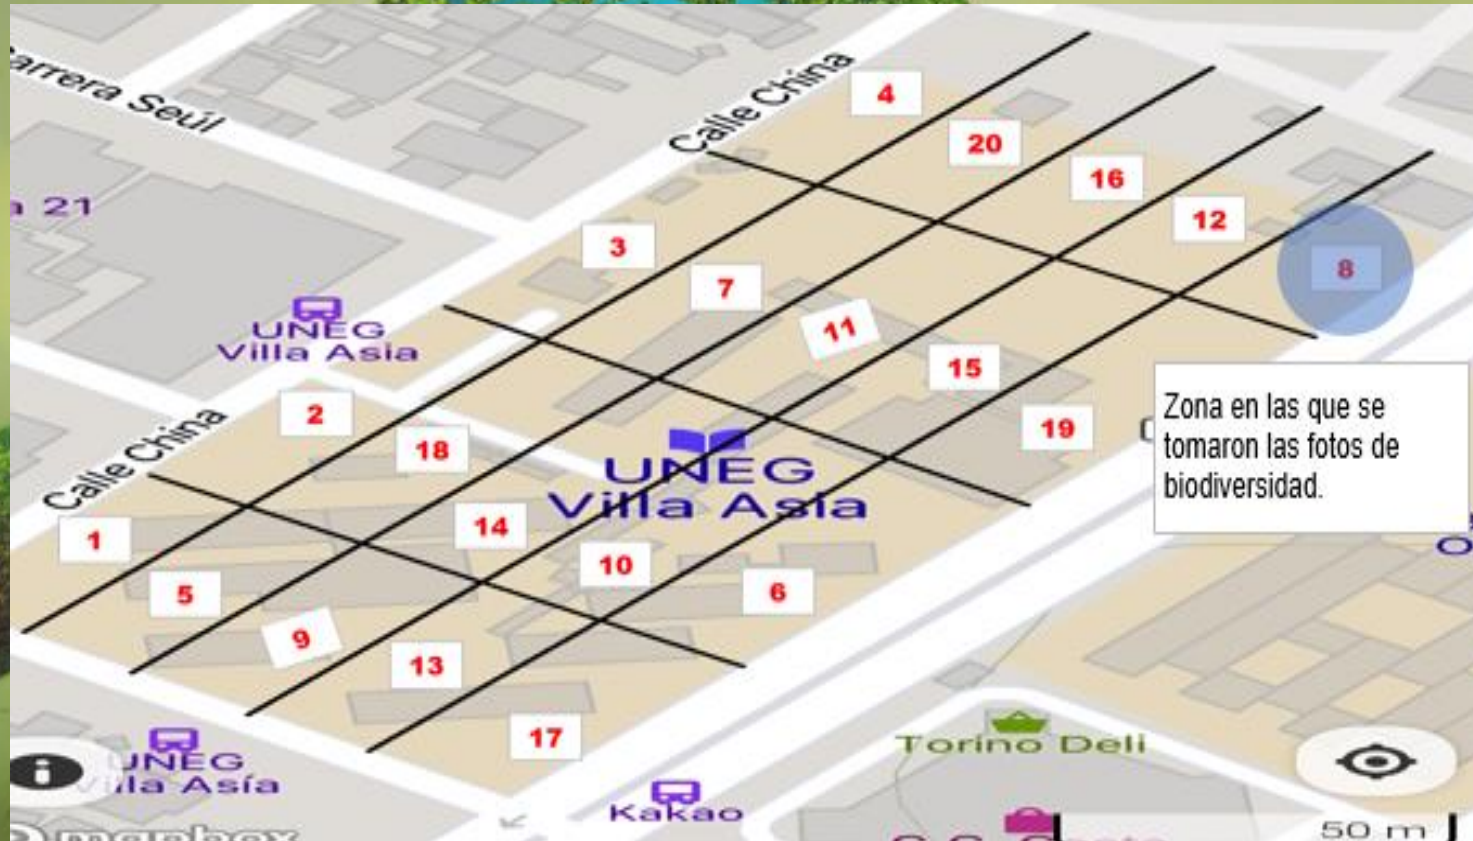 Carrera Seúl
Calle China
4
20
16
12
8
a 21
3
7
11
15
19
UNEG
Villa Asia
Zona en las que se
tomaron las fotos de
biodiversidad.
2
18
Calle China
UNEG
Villa Asia
1
14
10
6
5
9
13
17
UNEG
Villa Asía
Torino Deli
Kakao
mapbox
C.C.
50 m